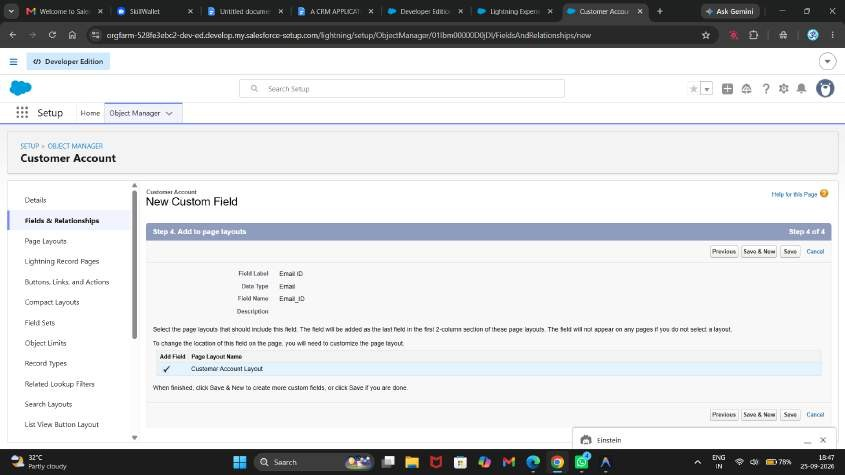 Welcome to Sales
SkillWallet
Untitled docume
A CRM APPLICAT
Developer Editio
Lightning Experie
Customer Accou
Ask Gemini
orgfarm-528fe3ebc2-dev-ed.develop.my.salesforce-setup.com/lightning/setup/ObjectManager/01Ibm00000D0jDI/FieldsAndRelationships/new
</> Developer Edition
Search Setup
Setup
Home
Object Manager
SETUP > OBJECT MANAGER
Customer Account
Details
Fields & Relationships
Page Layouts
Lightning Record Pages
Buttons, Links, and Actions
Compact Layouts
Field Sets
Object Limits
Record Types
Related Lookup Filters
Search Layouts
List View Button Layout
Customer Account
New Custom Field
Help for this Page
Step 4. Add to page layouts
Step 4 of 4
Previous
Save & New
Save
Cancel
Field Label Email ID
Data Type Email
Field Name Email_ID
Description
Select the page layouts that should include this field. The field will be added as the last field in the first 2-column section of these page layouts. The field will not appear on any pages if you do not select a layout.
To change the location of this field on the page, you will need to customize the page layout.
Add Field Page Layout Name
Customer Account Layout
When finished, click Save & New to create more custom fields, or click Save if you are done.
Previous
Save & New
Save
Cancel
Einstein
32°C
Partly cloudy
Search
ENG
IN
78%
18:47
25-09-2026